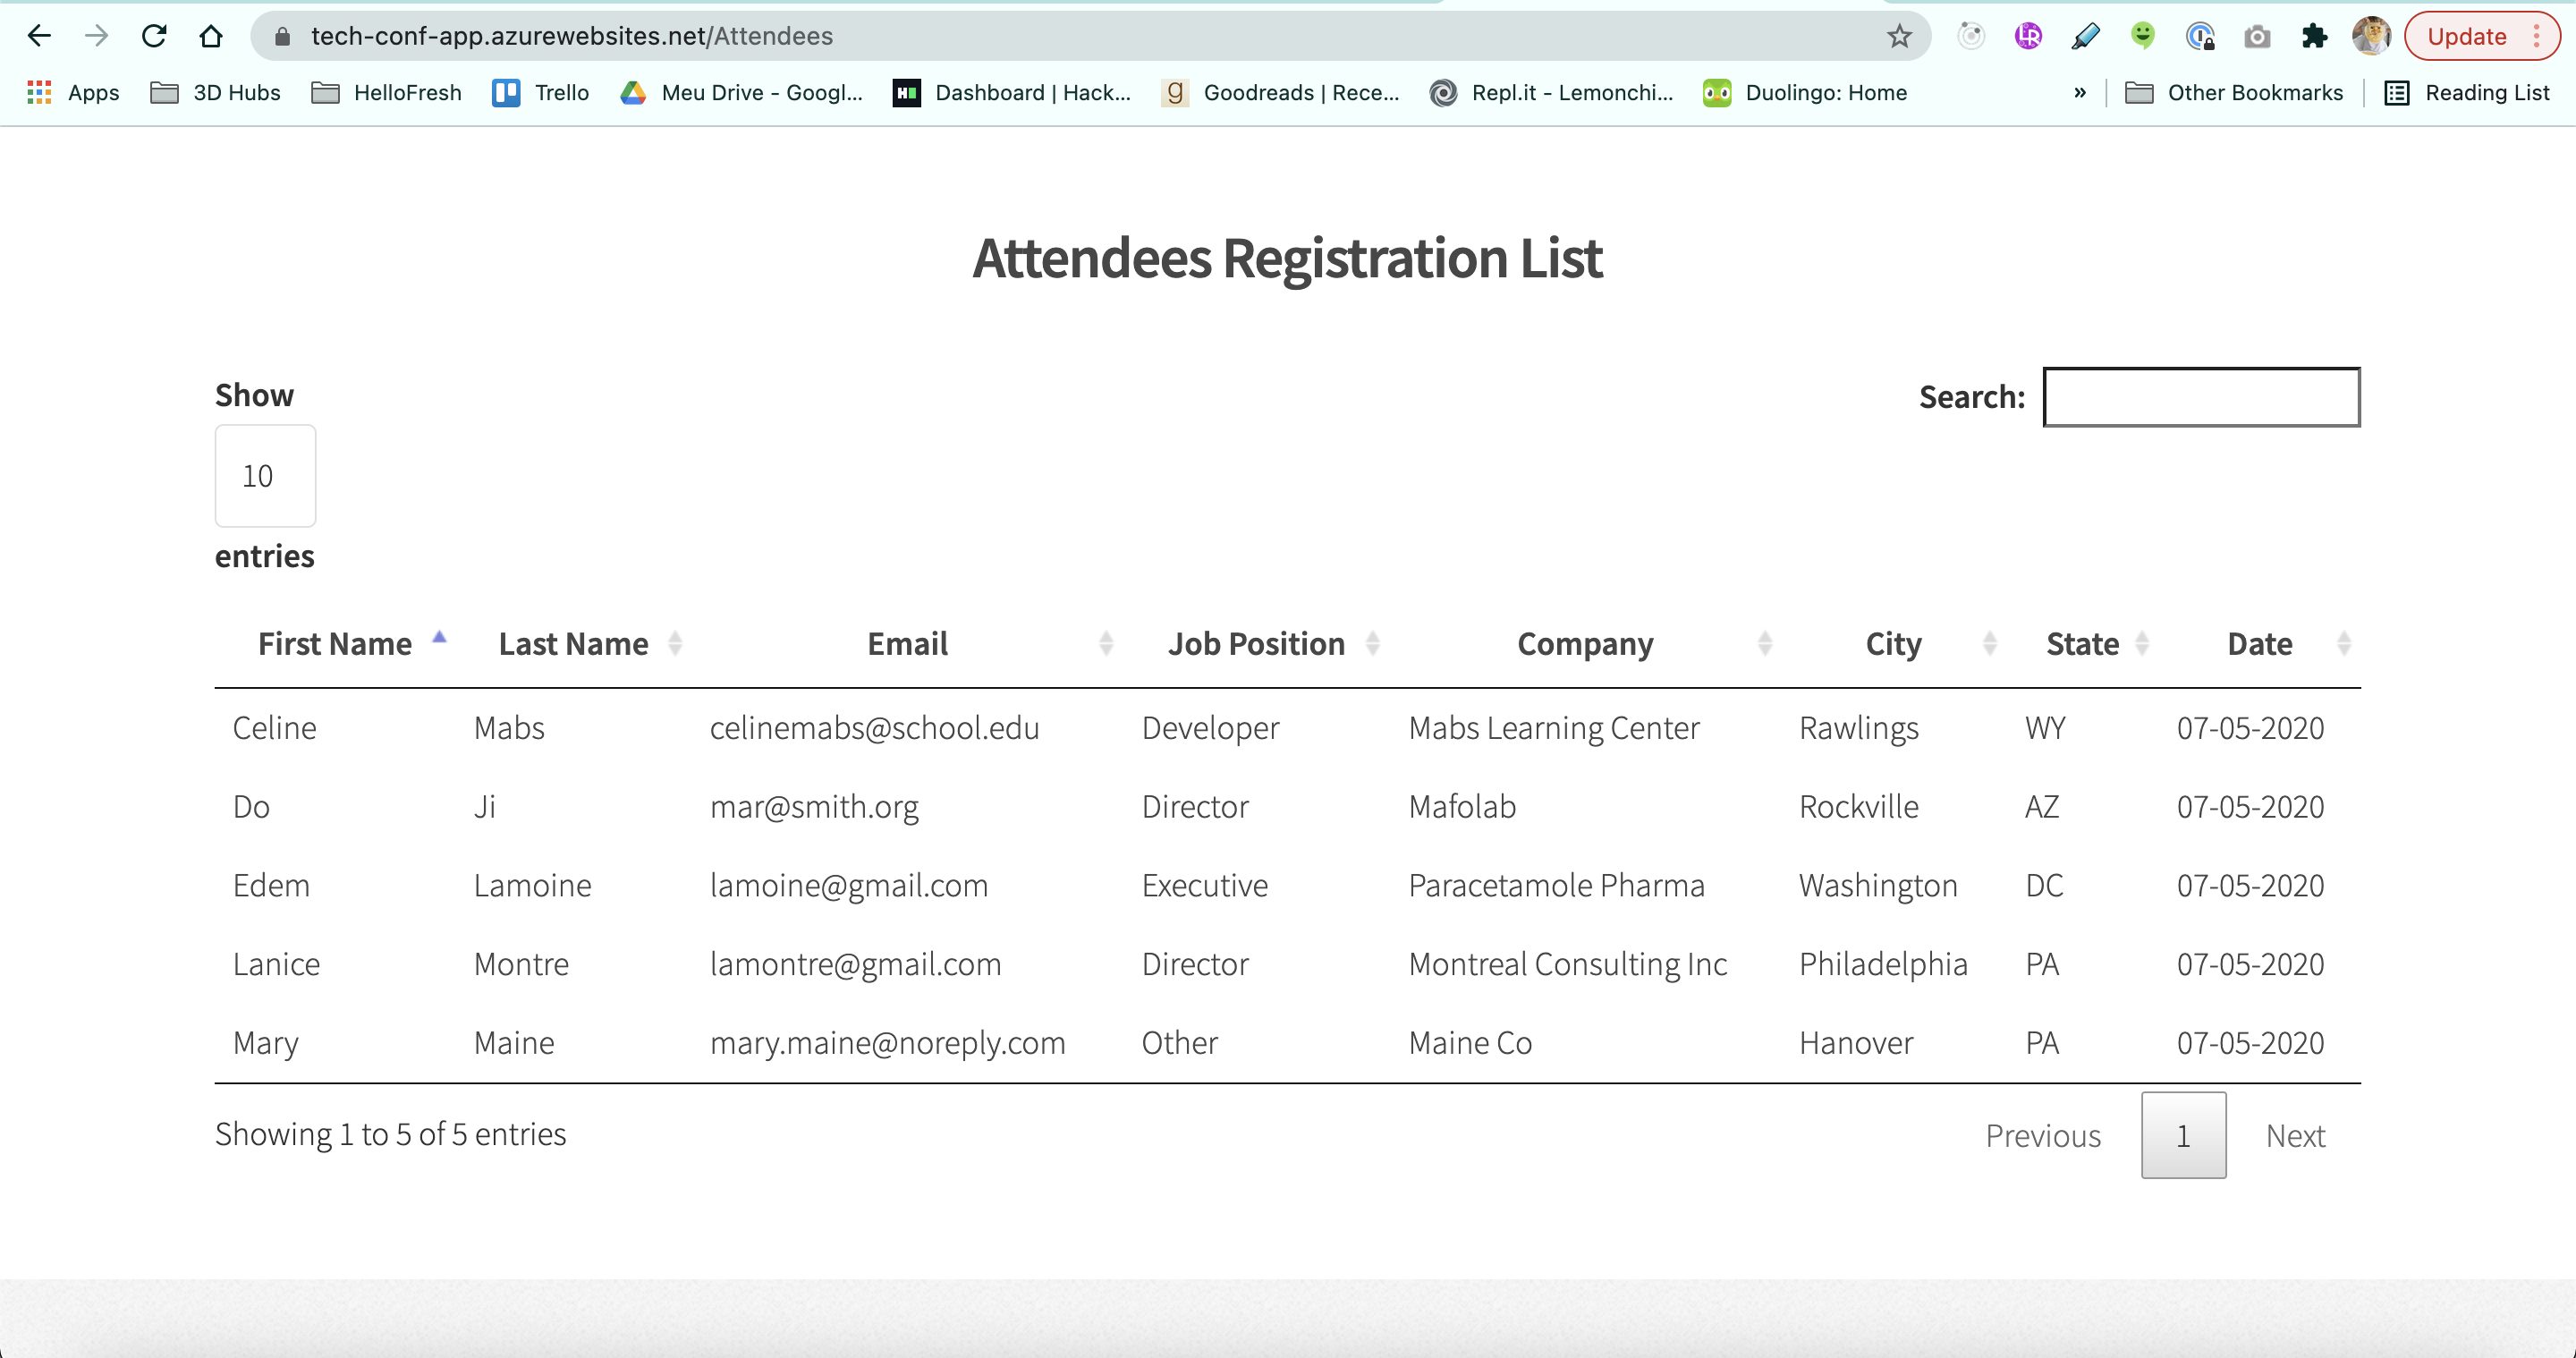 tech-conf-app.azurewebsites.net/Attendees
Update
Apps 3D Hubs HelloFresh Trello Meu Drive - Googl... Dashboard | Hack... g Goodreads | Rece... Repl.it - Lemonchi... Duolingo: Home » Other Bookmarks Reading List
Attendees Registration List
Show
Search:
10
entries
First Name Last Name Email Job Position Company City State Date
Celine Mabs celinemabs@school.edu Developer Mabs Learning Center Rawlings WY 07-05-2020
Do Ji mar@smith.org Director Mafolab Rockville AZ 07-05-2020
Edem Lamoine lamoine@gmail.com Executive Paracetamole Pharma Washington DC 07-05-2020
Lanice Montre lamontre@gmail.com Director Montreal Consulting Inc Philadelphia PA 07-05-2020
Mary Maine mary.maine@noreply.com Other Maine Co Hanover PA 07-05-2020
Showing 1 to 5 of 5 entries
Previous 1 Next